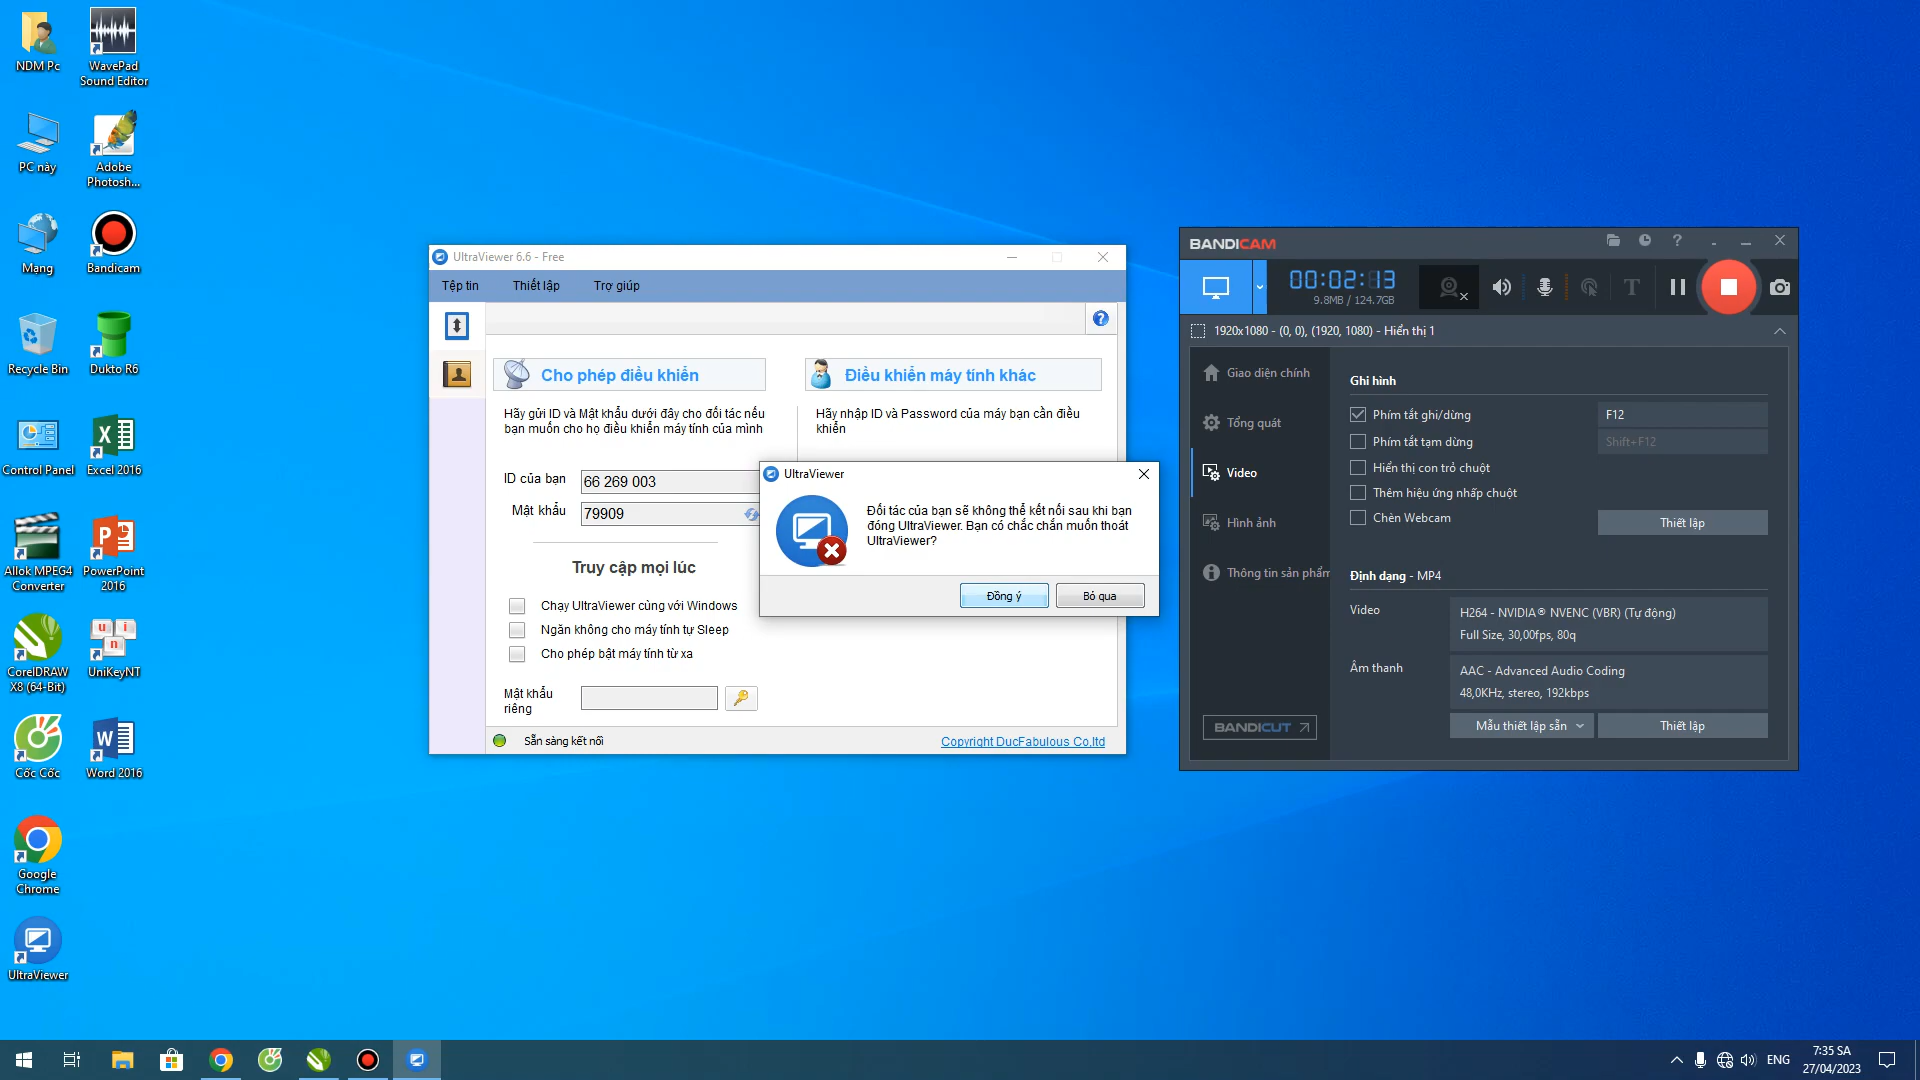 NDM Pc
WavePad
Sound Editor
PC này
Adobe
Photosh...
Mạng
Bandicam
Recycle Bin
Dukto R6
Control Panel
Excel 2016
Allok MPEG4
Converter
PowerPoint
2016
CorelDRAW
X8 (64-Bit)
UniKeyNT
Cốc Cốc
Word 2016
Google
Chrome
UltraViewer
UltraViewer 6.6 - Free
Tệp tin
Thiết lập
Trợ giúp
Cho phép điều khiển
Hãy gửi ID và Mật khẩu dưới đây cho đối tác nếu
bạn muốn cho họ điều khiển máy tính của mình
ID của bạn
66 269 003
Mật khẩu
79909
Truy cập mọi lúc
Chạy UltraViewer cùng với Windows
Ngăn không cho máy tính tự Sleep
Cho phép bật máy tính từ xa
Mật khẩu
riêng
Sẵn sàng kết nối
Copyright DucFabulous Co,ltd
Điều khiển máy tính khác
Hãy nhập ID và Password của máy bạn cần điều
khiển
UltraViewer
Đối tác của bạn sẽ không thể kết nối sau khi bạn
đóng UltraViewer. Bạn có chắc chắn muốn thoát
UltraViewer?
Đồng ý
Bỏ qua
BANDICAM
00:02:13
9.8MB / 124.7GB
1920x1080 - (0, 0), (1920, 1080) - Hiển thị 1
Giao diện chính
Tổng quát
Video
Hình ảnh
Thông tin sản phẩm
BANDICUT
Ghi hình
Phím tắt ghi/dừng
F12
Phím tắt tạm dừng
Shift+F12
Hiển thị con trỏ chuột
Thêm hiệu ứng nhấp chuột
Chèn Webcam
Thiết lập
Định dạng - MP4
Video
H264 - NVIDIA® NVENC (VBR) (Tự động)
Full Size, 30,00fps, 80q
Âm thanh
AAC - Advanced Audio Coding
48,0KHz, stereo, 192kbps
Mẫu thiết lập sẵn
Thiết lập
ENG
7:35 SA
27/04/2023